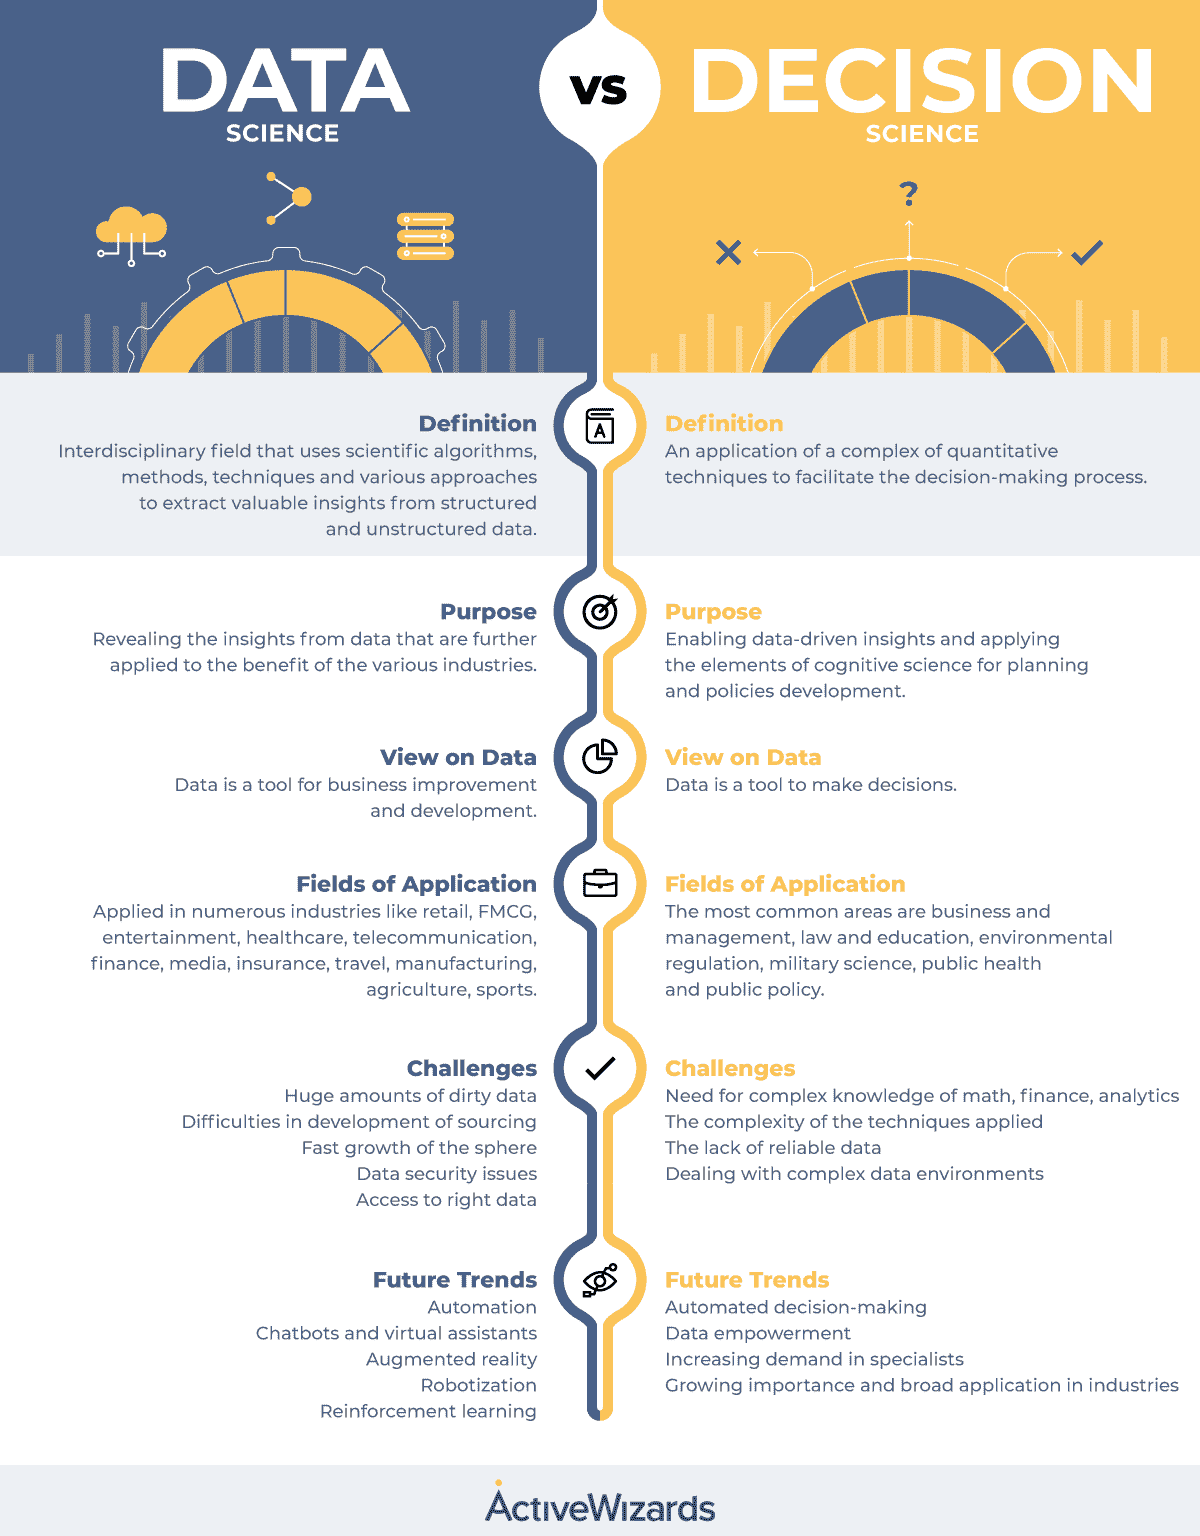 DATA
SCIENCE
VS
DECISION
SCIENCE
?
Definition
Interdisciplinary field that uses scientific algorithms,
methods, techniques and various approaches
to extract valuable insights from structured
and unstructured data.
A
Definition
An application of a complex of quantitative
techniques to facilitate the decision-making process.
Purpose
Revealing the insights from data that are further
applied to the benefit of the various industries.
Purpose
Enabling data-driven insights and applying
the elements of cognitive science for planning
and policies development.
View on Data
Data is a tool for business improvement
and development.
View on Data
Data is a tool to make decisions.
Fields of Application
Applied in numerous industries like retail, FMCG,
entertainment, healthcare, telecommunication,
finance, media, insurance, travel, manufacturing,
agriculture, sports.
Fields of Application
The most common areas are business and
management, law and education, environmental
regulation, military science, public health
and public policy.
Challenges
Huge amounts of dirty data
Difficulties in development of sourcing
Fast growth of the sphere
Data security issues
Access to right data
Challenges
Need for complex knowledge of math, finance, analytics
The complexity of the techniques applied
The lack of reliable data
Dealing with complex data environments
Future Trends
Automation
Chatbots and virtual assistants
Augmented reality
Robotization
Reinforcement learning
Future Trends
Automated decision-making
Data empowerment
Increasing demand in specialists
Growing importance and broad application in industries
ActiveWizards